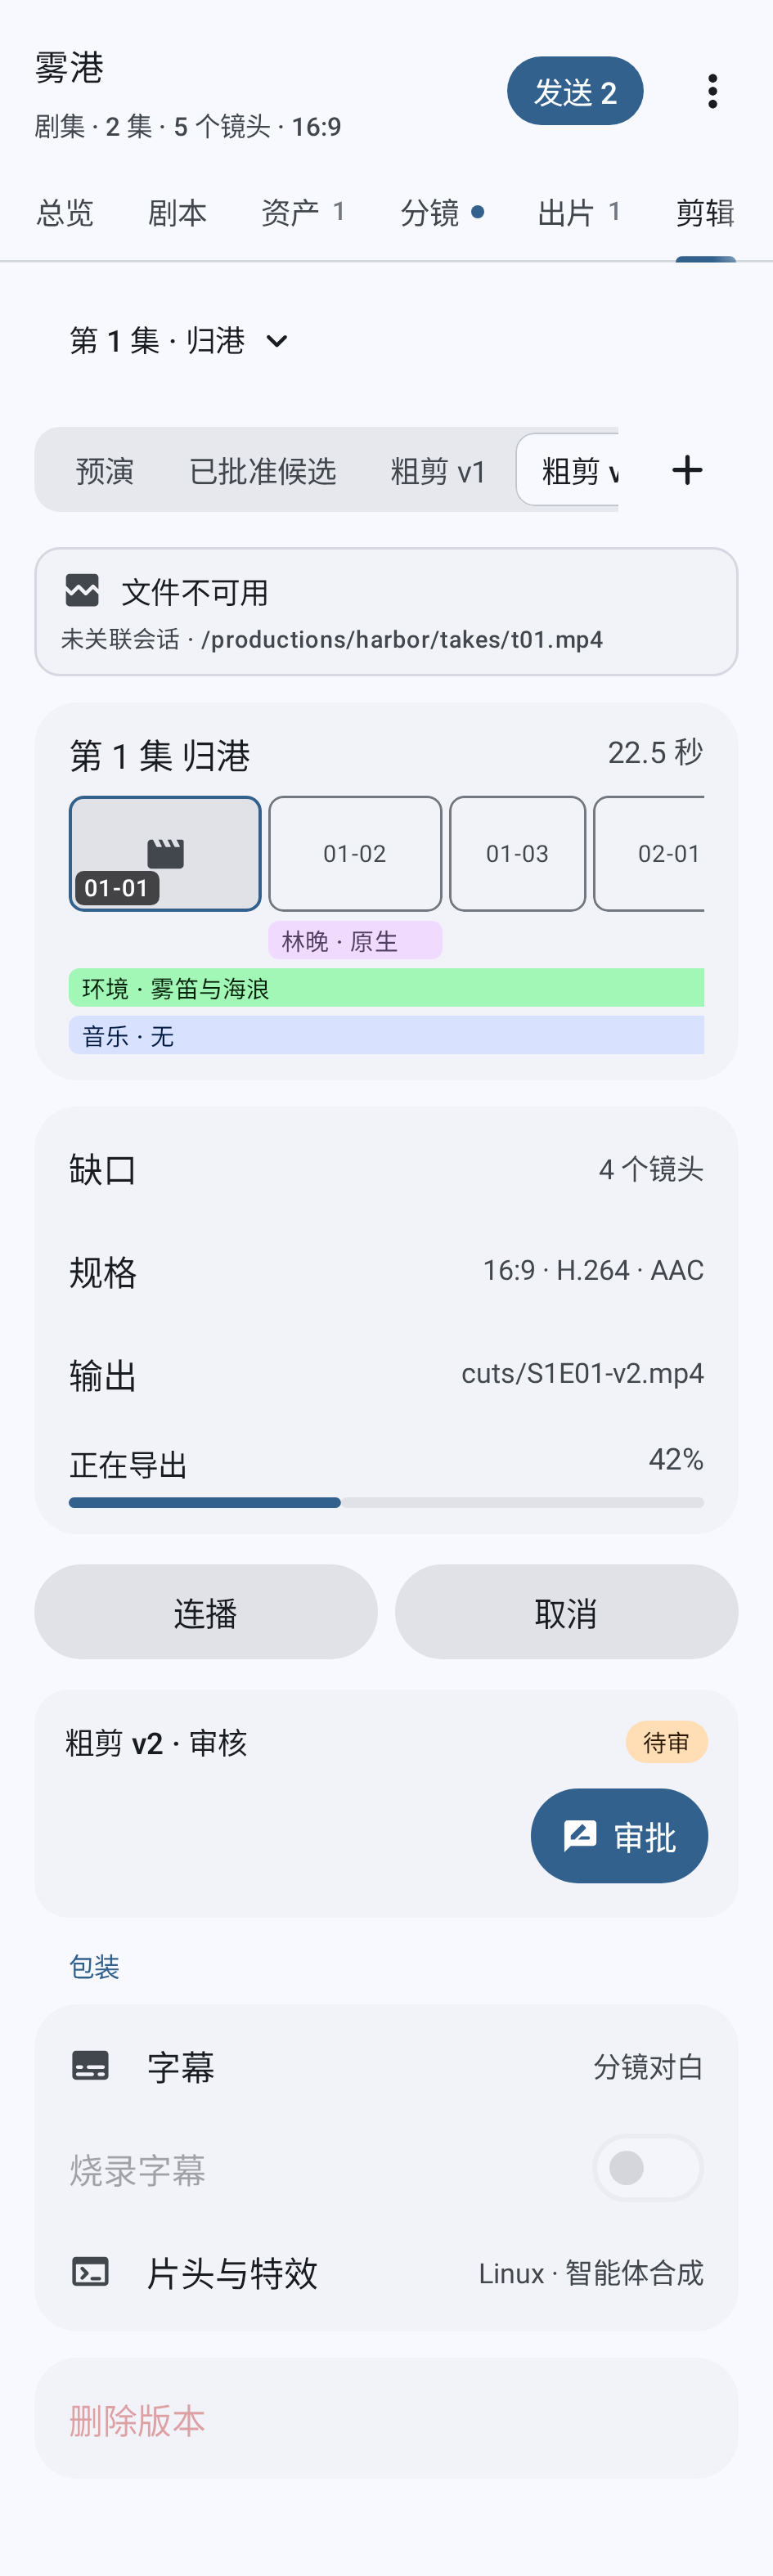 雾港
剧集 · 2 集 · 5 个镜头 · 16:9
发送 2
总览 剧本 资产 1 分镜 出片 1 剪辑
第 1 集 · 归港
预演 已批准候选 粗剪 v1 粗剪 v
文件不可用
未关联会话 · /productions/harbor/takes/t01.mp4
第 1 集 归港 22.5 秒
01-01 01-02 01-03 02-01
林晚 · 原生
环境 · 雾笛与海浪
音乐 · 无
缺口 4 个镜头
规格 16:9 · H.264 · AAC
输出 cuts/S1E01-v2.mp4
正在导出 42%
连播 取消
粗剪 v2 · 审核 待审
审批
包装
字幕 分镜对白
烧录字幕
片头与特效 Linux · 智能体合成
删除版本